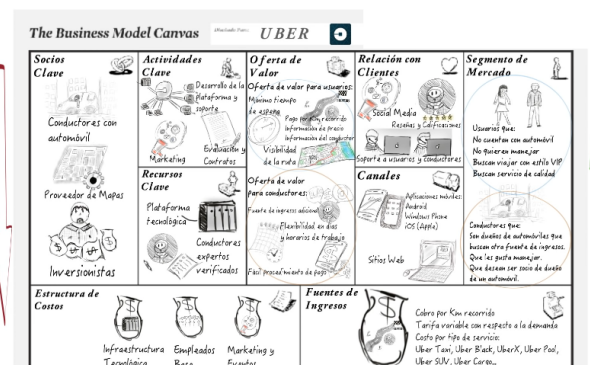 The Business Model Canvas
UBER
Socios
Clave
Conductores con
automóvil
Proveedor de Mapas
Inversionistas
Actividades
Clave
Desarrollo de la
Plataforma y
soporte
Marketing
Evaluación y
Contratos
Recursos
Clave
Plataforma
tecnológica
Conductores
expertos
verificados
Oferta de
Valor
Oferta de valor para usuarios:
Mínimo tiempo
de espera
Pago por Km recorrido
Información de precio
Información del conductor
Visibilidad
de la ruta
Oferta de valor
para conductores:
Fuente de ingresos adicional
Flexibilidad en días
y horarios de trabajo
Fácil procedimiento de pago
Relación con
Clientes
Social Media
Reseñas y Calificaciones
Soporte a usuarios y conductores
Canales
Aplicaciones móviles:
Android
Windows Phone
iOS (Apple)
Sitios Web
Segmento de
Mercado
Usuarios que:
No cuentan con automóvil
No quieren manejar
Buscan viajar con estilo VIP
Buscan servicio de calidad
Conductores que:
Son dueños de automóviles que
buscan otra fuente de ingresos.
Que les gusta manejar.
Que desean ser socio de dueño
de un automóvil.
Estructura de
Costos
Infraestructura
Tecnológica
Empleados
Base
Marketing y
Eventos
Fuentes de
Ingresos
Cobro por Km recorrido
Tarifa variable con respecto a la demanda
Costo por tipo de servicio:
Uber Taxi, Uber Black, UberX, Uber Pool,
Uber SUV, Uber Cargo...